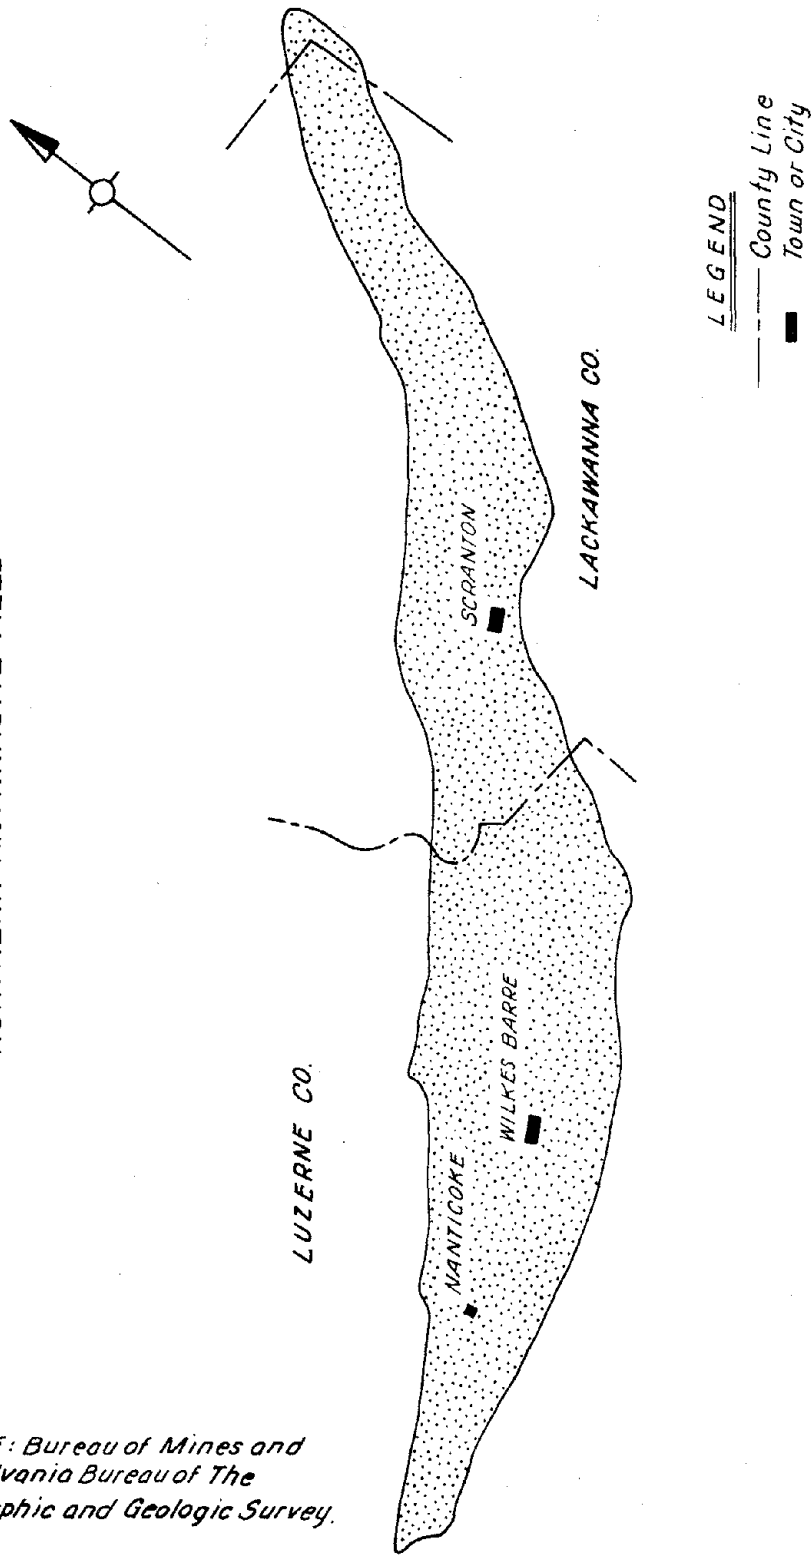 LEGEND
County Line
Town or City
LACKAWANNA CO.
SCRANTON
LUZERNE CO.
WILKES BARRE
NANTICOKE
: Bureau of Mines and
vania Bureau of The
phic and Geologic Survey.